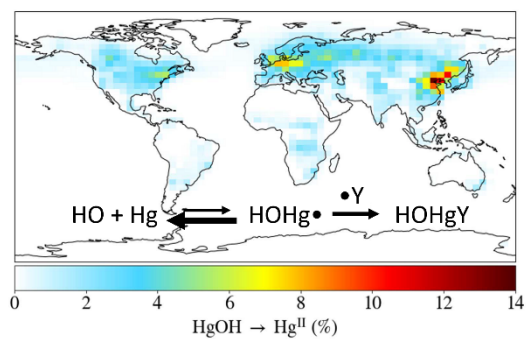 •Y
HO + Hg HOHg• HOHgY
0 2 4 6 8 10 12 14
HgOH → Hg^II (%)